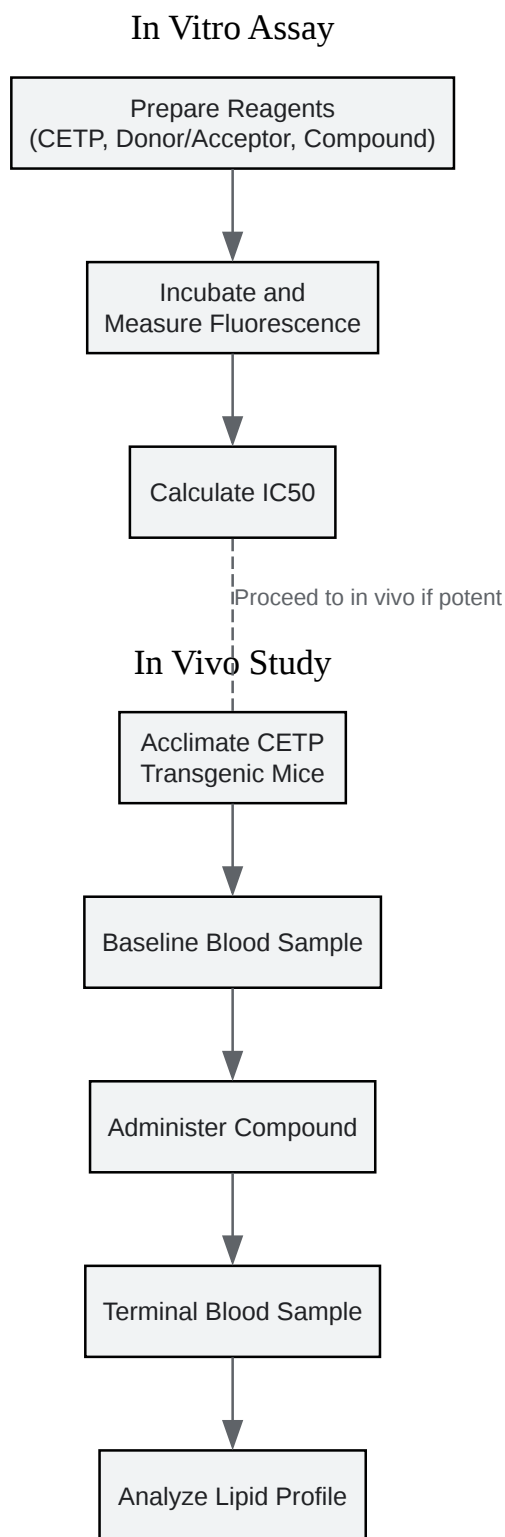 In Vitro Assay
Prepare Reagents
(CETP, Donor/Acceptor, Compound)
Incubate and
Measure Fluorescence
Calculate IC50
Proceed to in vivo if potent
In Vivo Study
Acclimate CETP
Transgenic Mice
Baseline Blood Sample
Administer Compound
Terminal Blood Sample
Analyze Lipid Profile